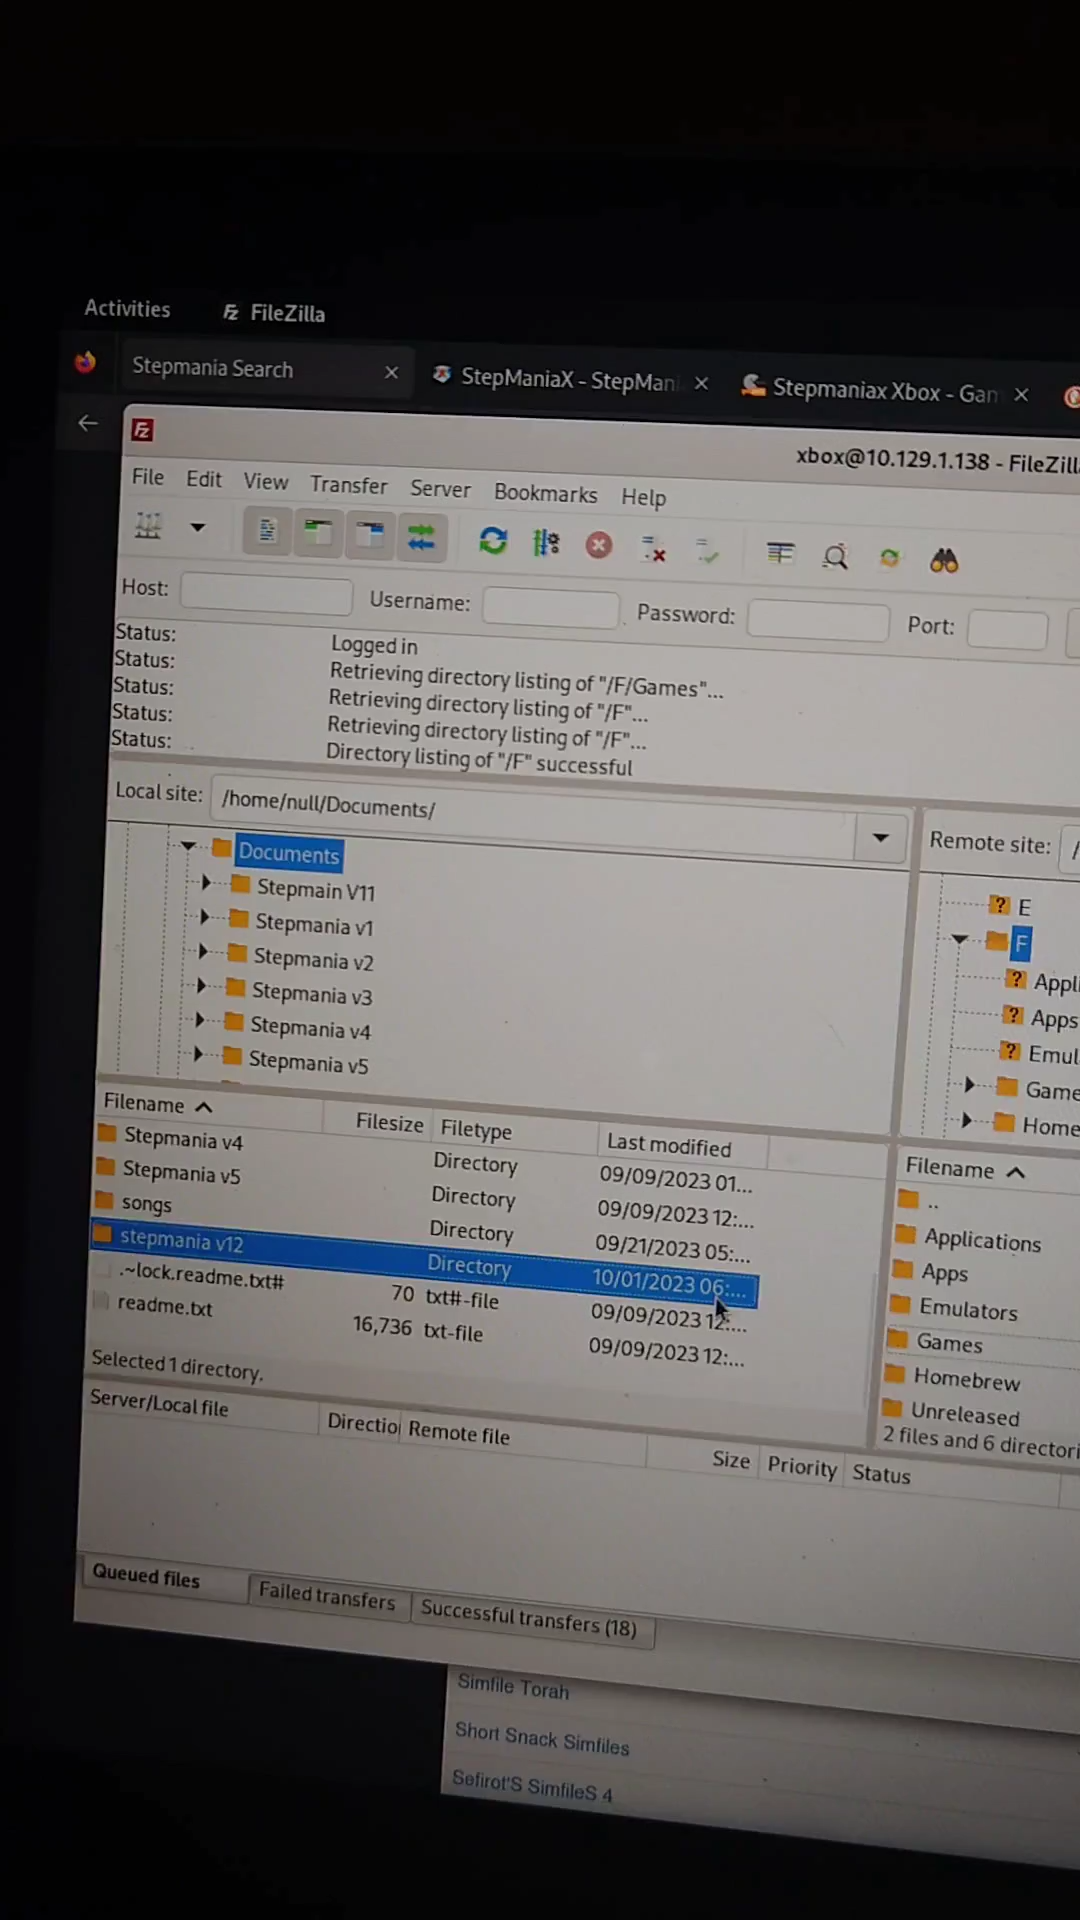 Activities FileZilla
Stepmania Search StepManiaX - StepMani Stepmaniax Xbox - Gam
xbox@10.129.1.138 - FileZill
File Edit View Transfer Server Bookmarks Help
Host: Username: Password: Port:
Status: Logged in
Status: Retrieving directory listing of "/F/Games"...
Status: Retrieving directory listing of "/F"...
Status: Retrieving directory listing of "/F"...
Status: Directory listing of "/F" successful
Local site: /home/null/Documents/
Documents
Stepmain V11
Stepmania v1
Stepmania v2
Stepmania v3
Stepmania v4
Stepmania v5
Remote site: /
E
F
Appli
Apps
Emul
Game
Home
Filename Filesize Filetype Last modified
Stepmania v4 Directory 09/09/2023 01...
Stepmania v5 Directory 09/09/2023 12:...
songs Directory 09/21/2023 05:...
stepmania v12 Directory 10/01/2023 06:...
.~lock.readme.txt# 70 txt#-file 09/09/2023 12:...
readme.txt 16,736 txt-file 09/09/2023 12:...
Selected 1 directory.
Filename
..
Applications
Apps
Emulators
Games
Homebrew
Unreleased
2 files and 6 directori
Server/Local file Directio Remote file Size Priority Status
Queued files Failed transfers Successful transfers (18)
Simfile Torah
Short Snack Simfiles
Sefirot'S SimfileS 4